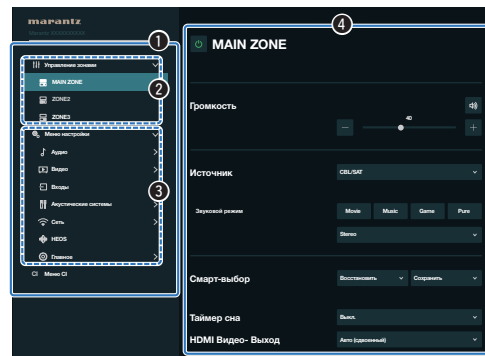 marantz
1
Управление зонами
MAIN ZONE
2
ZONE2
ZONE3
Меню настройки
Аудио
Видео
Входы
3
Акустические системы
Сеть
HEOS
Главное
CI Меню CI
4
MAIN ZONE
Громкость
40
Источник CBL/SAT
Звуковой режим Movie Music Game Pure
Stereo
Смарт-выбор Восстановить Сохранить
Таймер сна Выкл.
HDMI Видео- Выход Авто (сдвоенный)